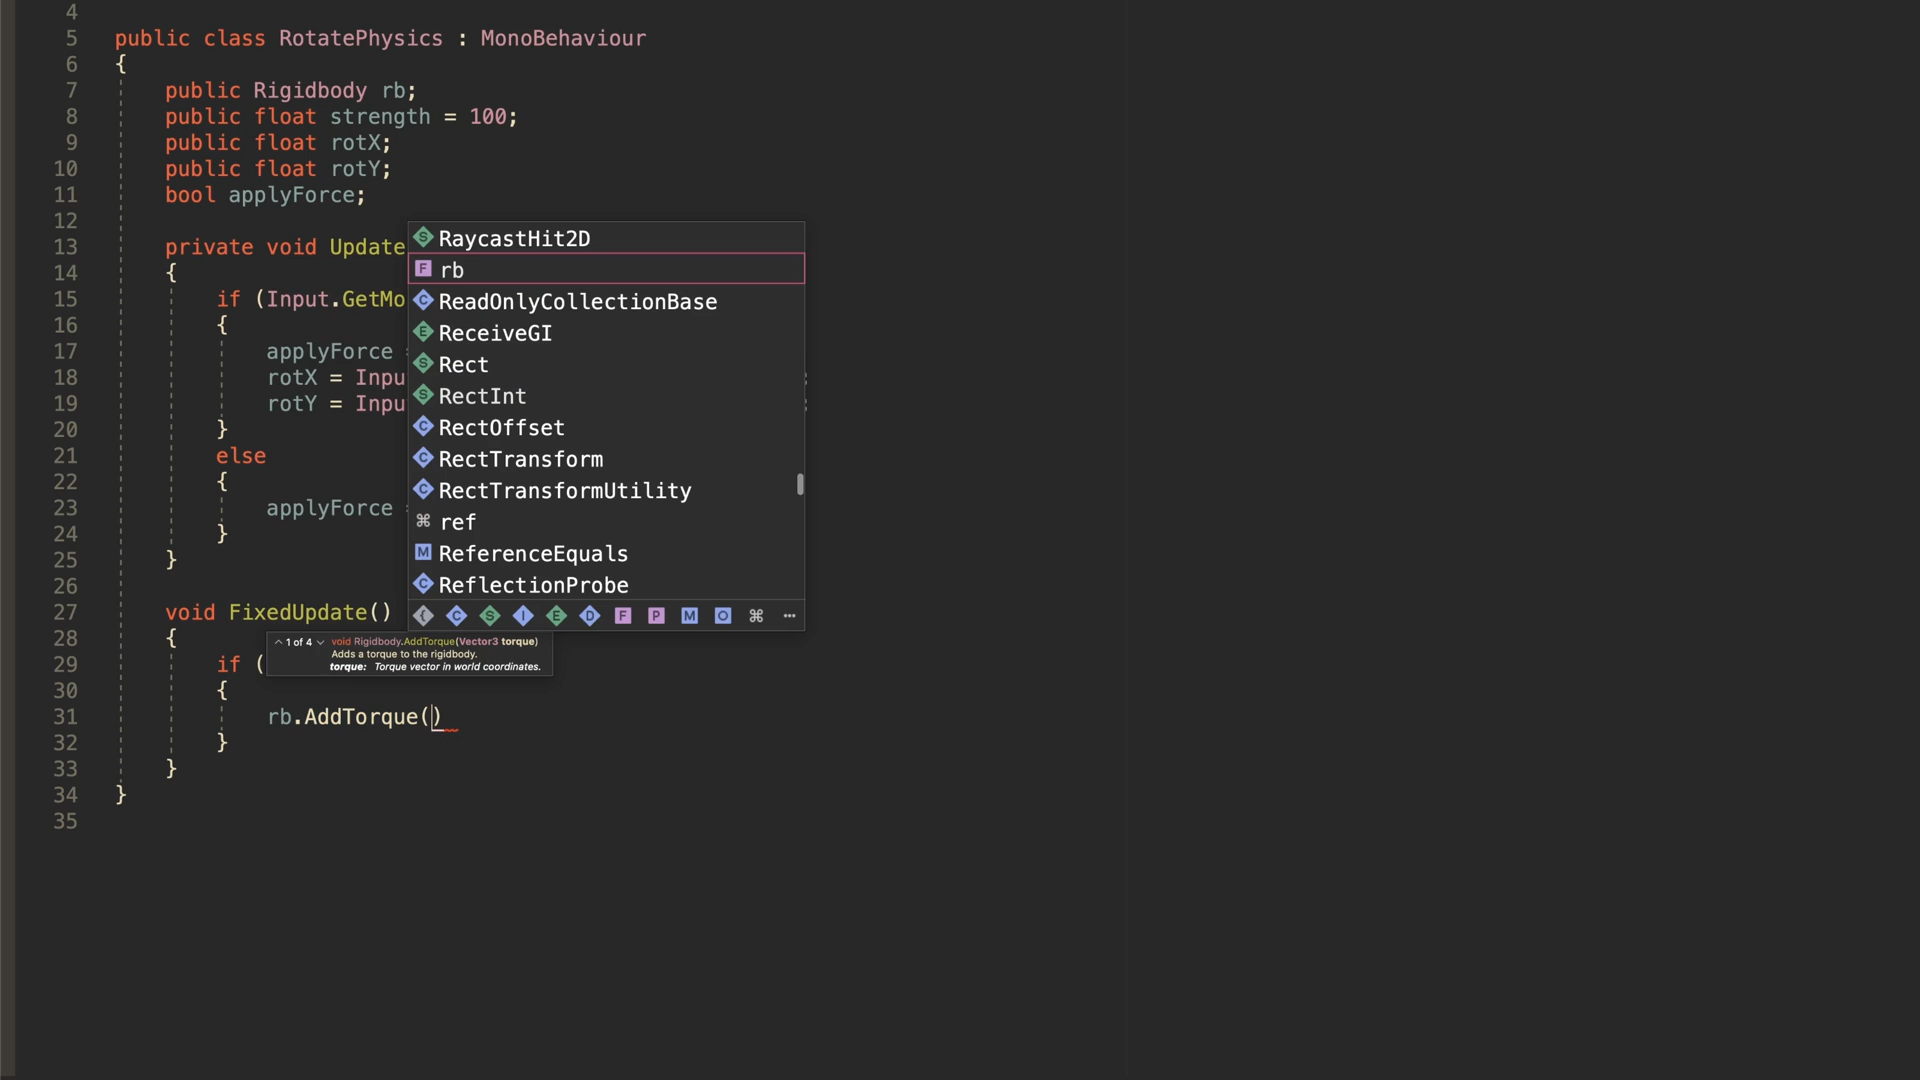 4
5 public class RotatePhysics : MonoBehaviour
6 {
7 public Rigidbody rb;
8 public float strength = 100;
9 public float rotX;
10 public float rotY;
11 bool applyForce;
12
13 private void Update
14 {
15 if (Input.GetMo
16 {
17 applyForce
18 rotX = Inpu
19 rotY = Inpu
20 }
21 else
22 {
23 applyForce
24 }
25 }
26
27 void FixedUpdate()
28 {
29 if (
30 {
31 rb.AddTorque()
32 }
33 }
34 }
35
S RaycastHit2D
F rb
C ReadOnlyCollectionBase
E ReceiveGI
S Rect
S RectInt
C RectOffset
C RectTransform
C RectTransformUtility
⌘ ref
M ReferenceEquals
C ReflectionProbe
{ C S I E D F P M O ⌘ ···
1 of 4 void Rigidbody.AddTorque(Vector3 torque)
Adds a torque to the rigidbody.
torque: Torque vector in world coordinates.